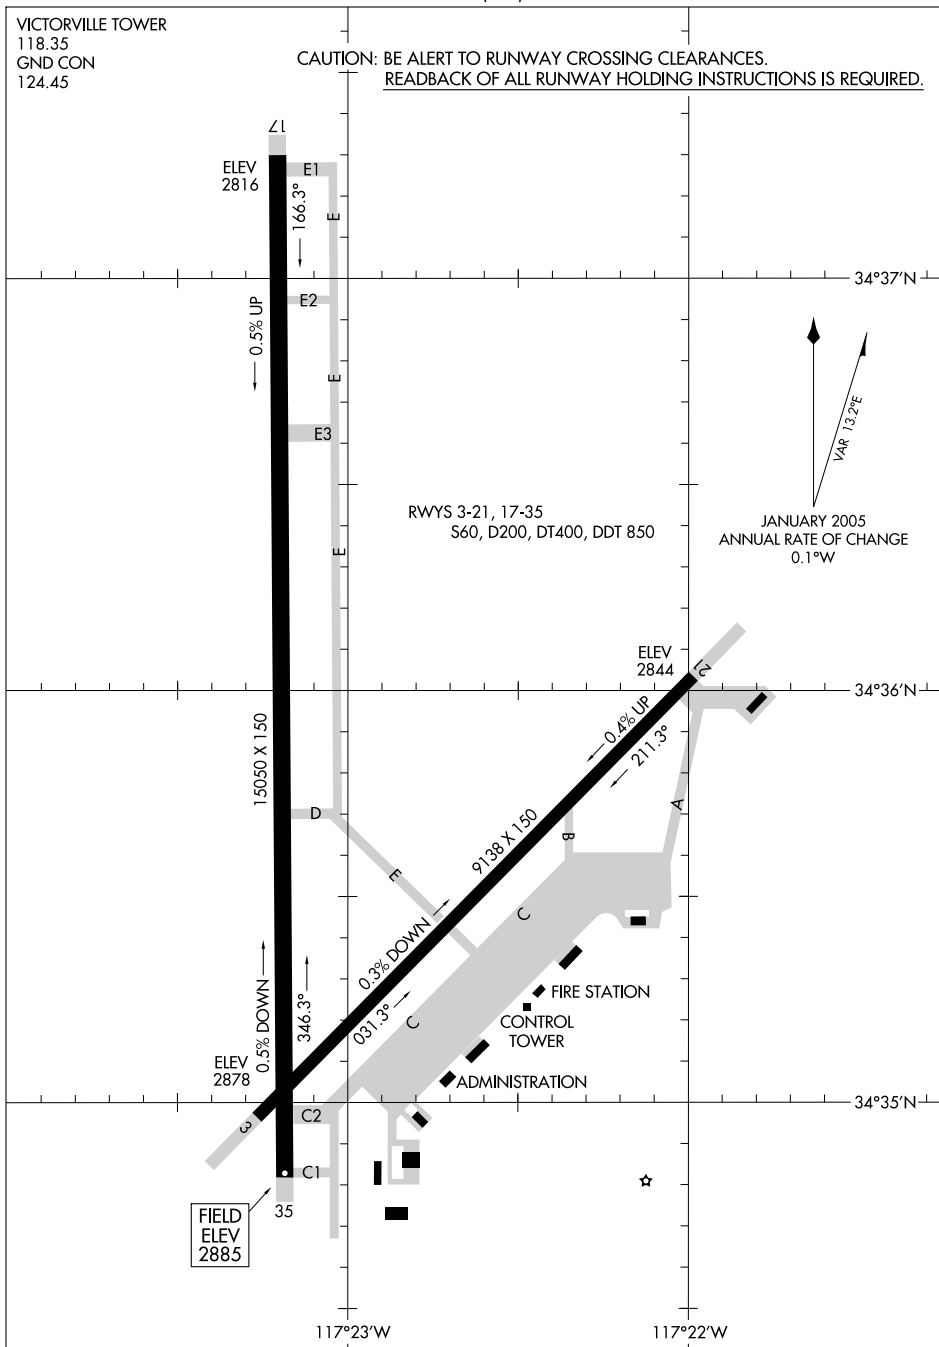 VICTORVILLE TOWER
118.35
GND CON
124.45
CAUTION: BE ALERT TO RUNWAY CROSSING CLEARANCES.
READBACK OF ALL RUNWAY HOLDING INSTRUCTIONS IS REQUIRED.
17
ELEV
2816
E1
166.3°
E
34°37'N
E2
0.5% UP
E
E3
VAR 13.2°E
RWYS 3-21, 17-35
S60, D200, DT400, DDT 850
JANUARY 2005
ANNUAL RATE OF CHANGE
0.1°W
E
ELEV
2844
21
34°36'N
0.4% UP
211.3°
15050 X 150
A
D
B
9138 X 150
E
C
0.3% DOWN
031.3°
0.5% DOWN
346.3°
FIRE STATION
C
CONTROL
TOWER
ELEV
2878
ADMINISTRATION
34°35'N
3
C2
C1
35
FIELD
ELEV
2885
117°23'W
117°22'W